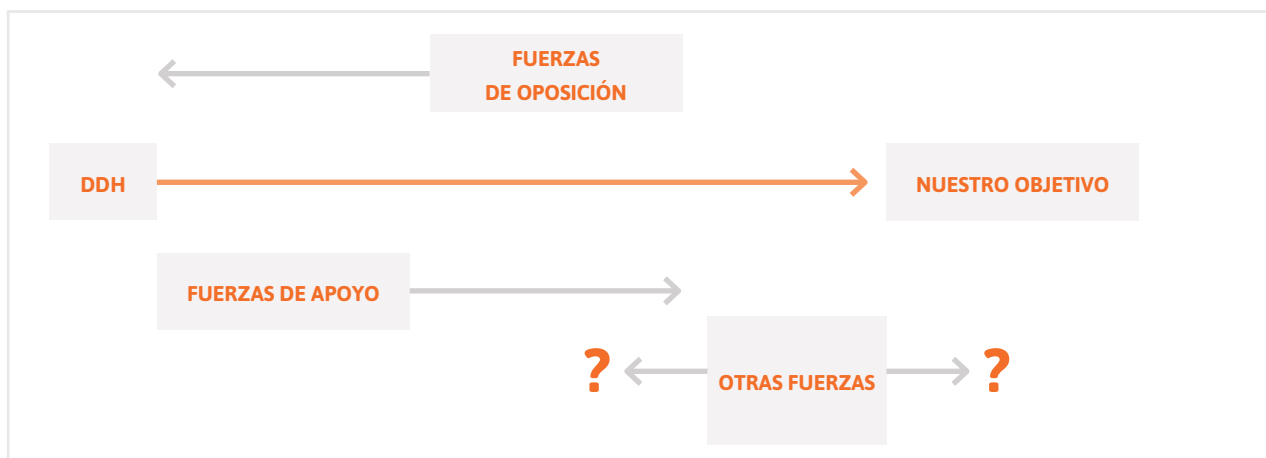 FUERZAS
DE OPOSICIÓN
DDH
NUESTRO OBJETIVO
FUERZAS DE APOYO
?
OTRAS FUERZAS
?